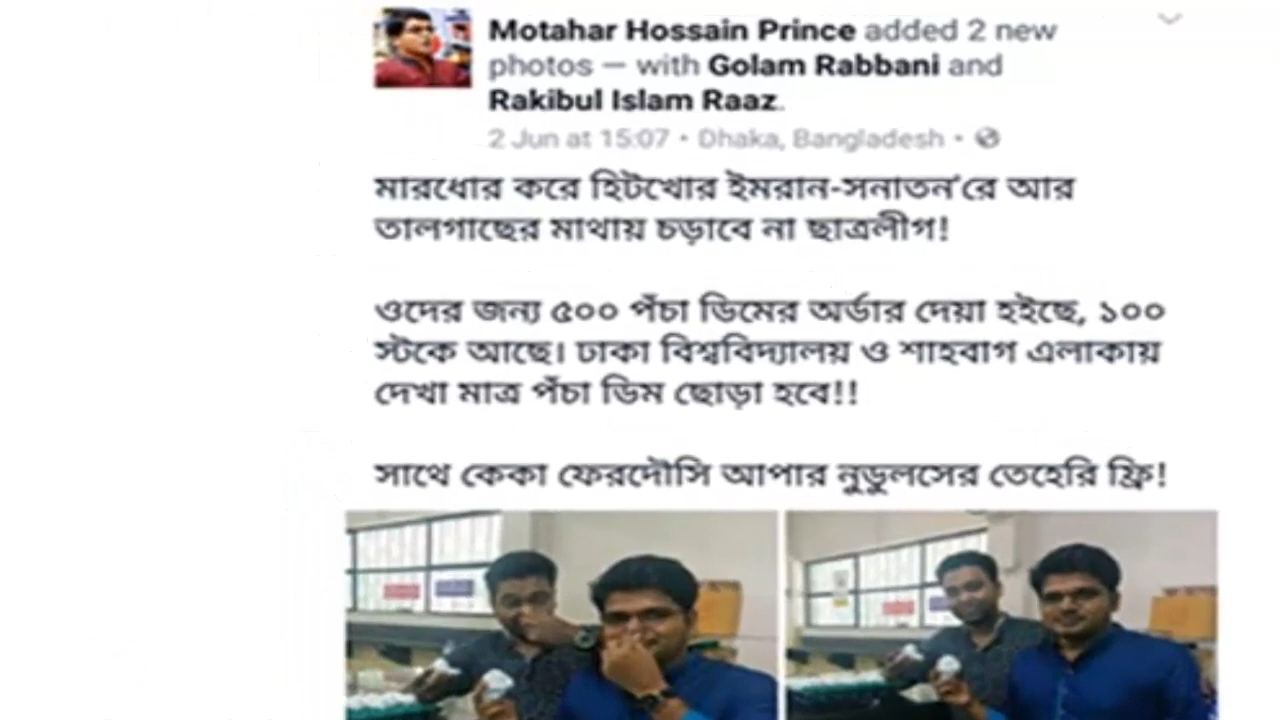 Motahar Hossain Prince added 2 new
photos — with Golam Rabbani and
Rakibul Islam Raaz.
2 Jun at 15:07 • Dhaka, Bangladesh •
মারধোর করে হিটখোর ইমরান-সনাতন'রে আর
তালগাছের মাথায় চড়াবে না ছাত্রলীগ!
ওদের জন্য ৫০০ পঁচা ডিমের অর্ডার দেয়া হইছে, ১০০
স্টকে আছে। ঢাকা বিশ্ববিদ্যালয় ও শাহবাগ এলাকায়
দেখা মাত্র পঁচা ডিম ছোড়া হবে!!
সাথে কেকা ফেরদৌসি আপার নুডুলসের তেহেরি ফ্রি!